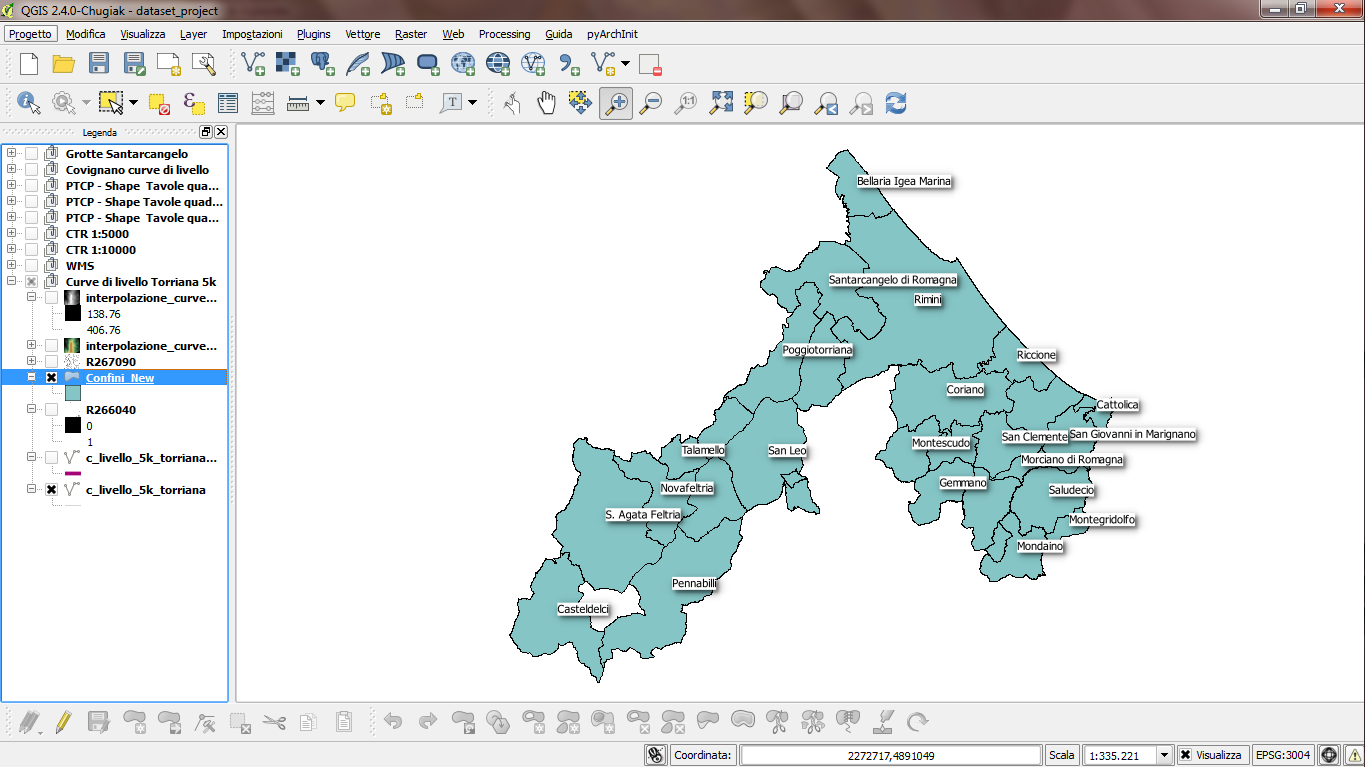 QGIS 2.4.0-Chugiak - dataset_project
Progetto Modifica Visualizza Layer Impostazioni Plugins Vettore Raster Web Processing Guida pyArchInit
Legenda
Grotte Santarcangelo
Covignano curve di livello
PTCP - Shape Tavole qua...
PTCP - Shape Tavole quad...
PTCP - Shape Tavole qua...
CTR 1:5000
CTR 1:10000
WMS
Curve di livello Torriana 5k
interpolazione_curve...
138.76
406.76
interpolazione_curve...
R267090
Confini_New
R266040
0
1
c_livello_5k_torriana...
c_livello_5k_torriana
Bellaria Igea Marina
Santarcangelo di Romagna
Rimini
Poggiotorriana
Riccione
Coriano
Cattolica
San Clemente
San Giovanni in Marignano
Montescudo
Talamello
San Leo
Morciano di Romagna
Gemmano
Novafeltria
Saludecio
S. Agata Feltria
Montegridolfo
Mondaino
Pennabilli
Casteldelci
Coordinata: 2272717,4891049 Scala 1:335.221 Visualizza EPSG:3004